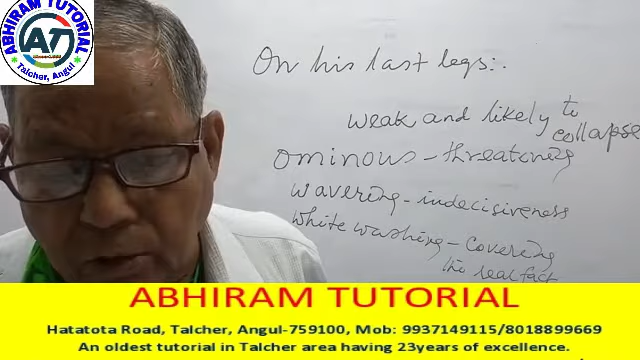 ABHIRAM TUTORIAL
AT
Talcher, Angul
On his last legs:.
weak and likely to
collapse
Ominous - threatening
wavering - indecisiveness
white washing - covering
the real fact
ABHIRAM TUTORIAL
Hatatota Road, Talcher, Angul-759100, Mob: 9937149115/8018899669
An oldest tutorial in Talcher area having 23years of excellence.